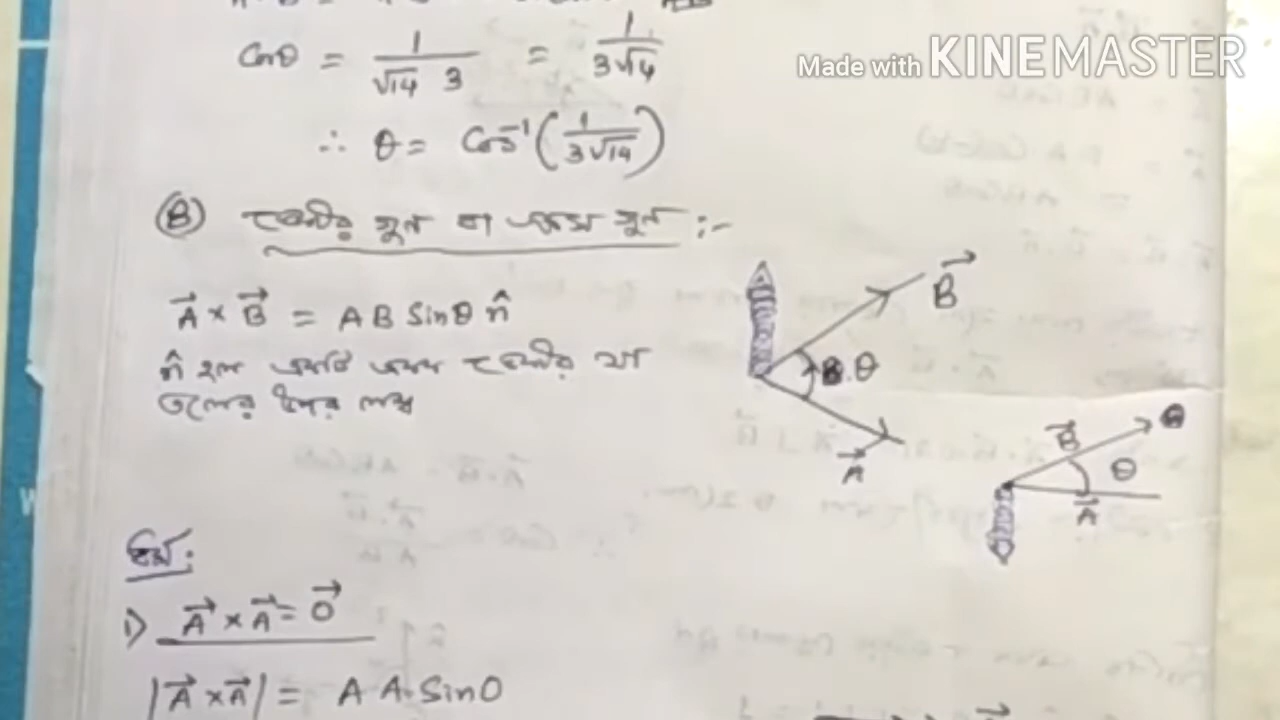 Cosθ = 1/(√14 3) = 1/(3√14)
Made with KINEMASTER
∴ θ = Cos⁻¹(1/(3√14))
(B) ভেক্টর গুণ বা ক্রস গুণ :-
A⃗ × B⃗ = AB Sinθ n̂
n̂ হল একটি একক ভেক্টর যা
তলের উপর লম্ব
B⃗
θ
A⃗
B⃗
θ
A⃗
ধর্ম:
1) A⃗ × A⃗ = 0⃗
|A⃗ × A⃗| = A A. Sin0